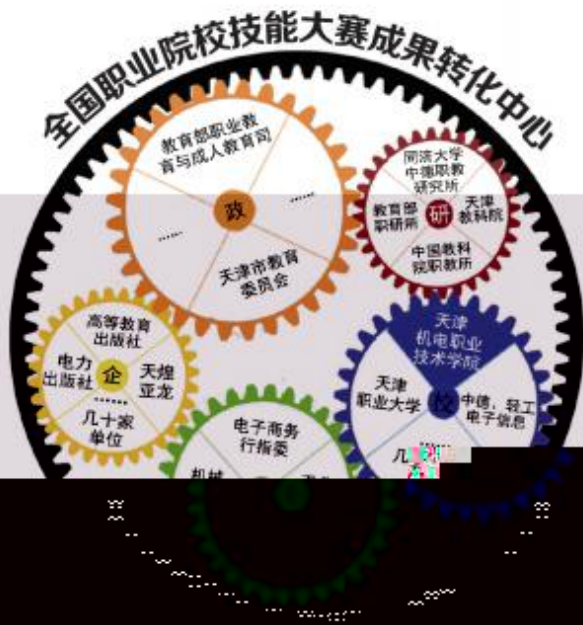 全国职业院校技能大赛成果转化中心
教育部职业教
育与成人教育司
......
政
......
天津市教育
委员会
同济大学
中德职教
研究所
教育部
职研所
研
天津
教科院
中国教科
院职教所
高等教育
出版社
电力
出版社
企
天煌
亚龙
......
几十家
单位
天津
机电职业
技术学院
天津
职业大学
校
中德，轻工
电子信息
......
几
电子商务
行指委
机械